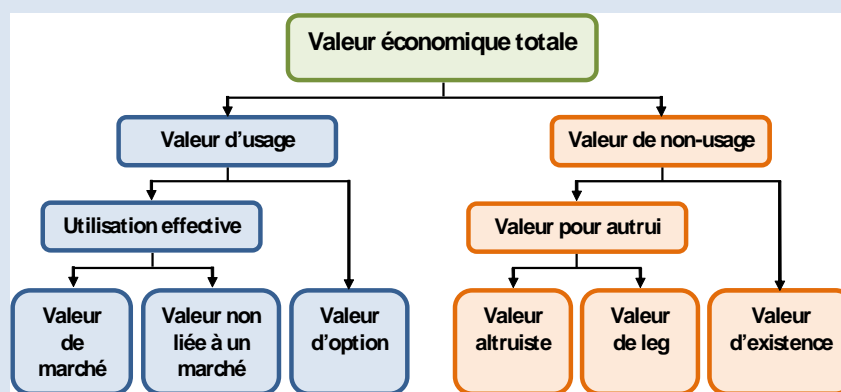 Valeur économique totale
Valeur d’usage
Valeur de non-usage
Utilisation effective
Valeur pour autrui
Valeur
de
marché
Valeur non
liée à un
marché
Valeur
d’option
Valeur
altruiste
Valeur
de leg
Valeur
d’existence